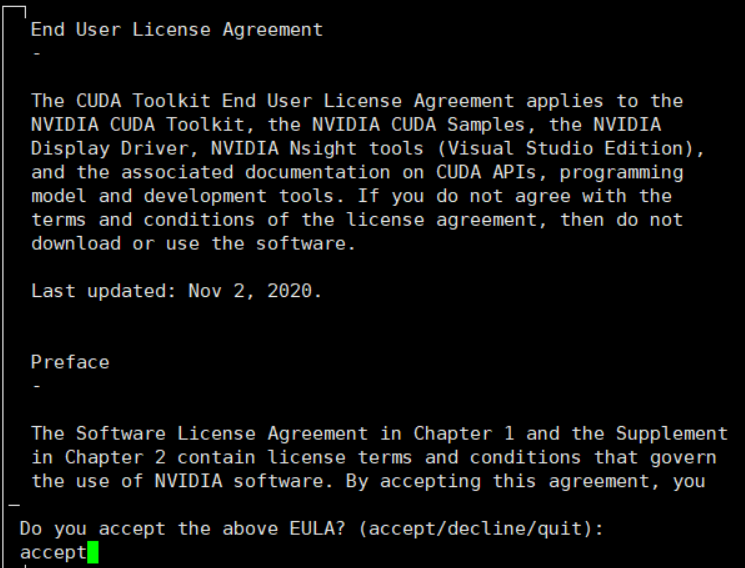 End User License Agreement
-
The CUDA Toolkit End User License Agreement applies to the
NVIDIA CUDA Toolkit, the NVIDIA CUDA Samples, the NVIDIA
Display Driver, NVIDIA Nsight tools (Visual Studio Edition),
and the associated documentation on CUDA APIs, programming
model and development tools. If you do not agree with the
terms and conditions of the license agreement, then do not
download or use the software.
Last updated: Nov 2, 2020.
Preface
-
The Software License Agreement in Chapter 1 and the Supplement
in Chapter 2 contain license terms and conditions that govern
the use of NVIDIA software. By accepting this agreement, you
Do you accept the above EULA? (accept/decline/quit):
accept